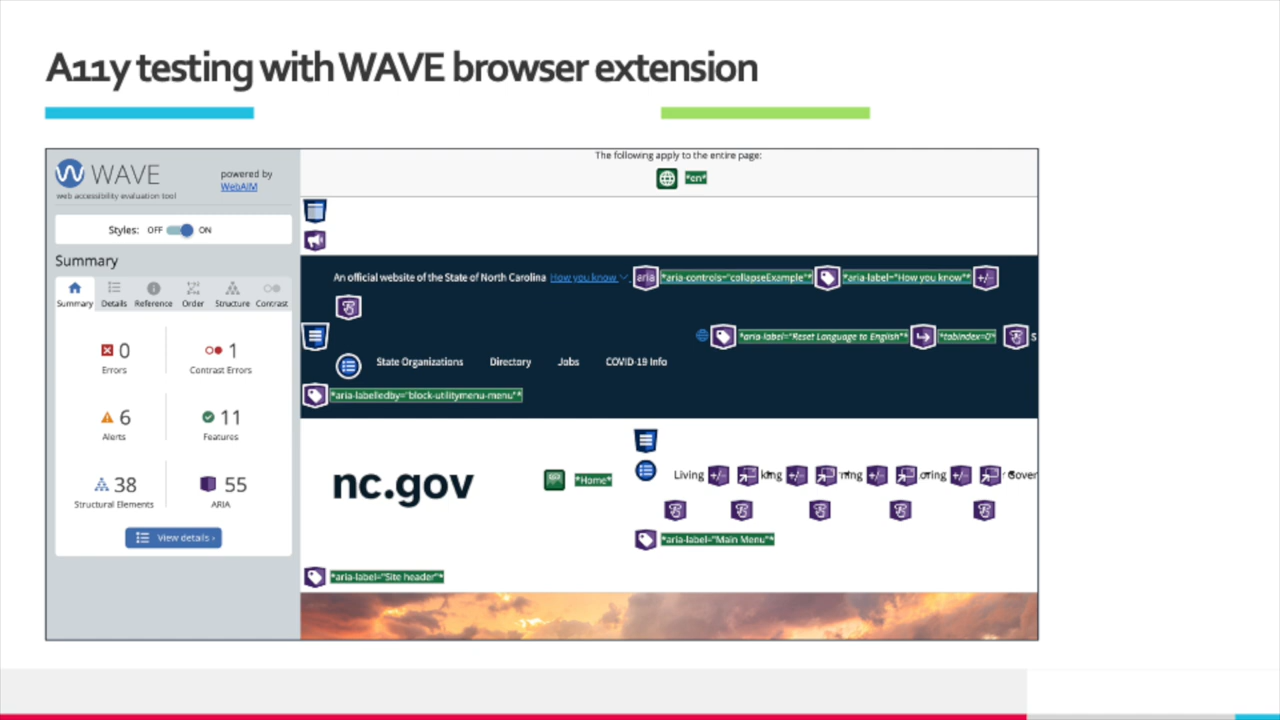 A11y testing with WAVE browser extension
WAVE
web accessibility evaluation tool
powered by
WebAIM
Styles: OFF ON
Summary
Summary Details Reference Order Structure Contrast
0
Errors
1
Contrast Errors
6
Alerts
11
Features
38
Structural Elements
55
ARIA
View details ›
The following apply to the entire page:
*en*
An official website of the State of North Carolina How you know aria *aria-controls="collapseExample"* *aria-label="How you know"* +/-
*aria-label="Reset Language to English"* *tabindex=0* S
State Organizations Directory Jobs COVID-19 Info
*aria-labelledby="block-utilitymenu-menu"*
nc.gov
*Home*
Living +/- king +/- +/- +/- Gover
*aria-label="Main Menu"*
*aria-label="Site header"*